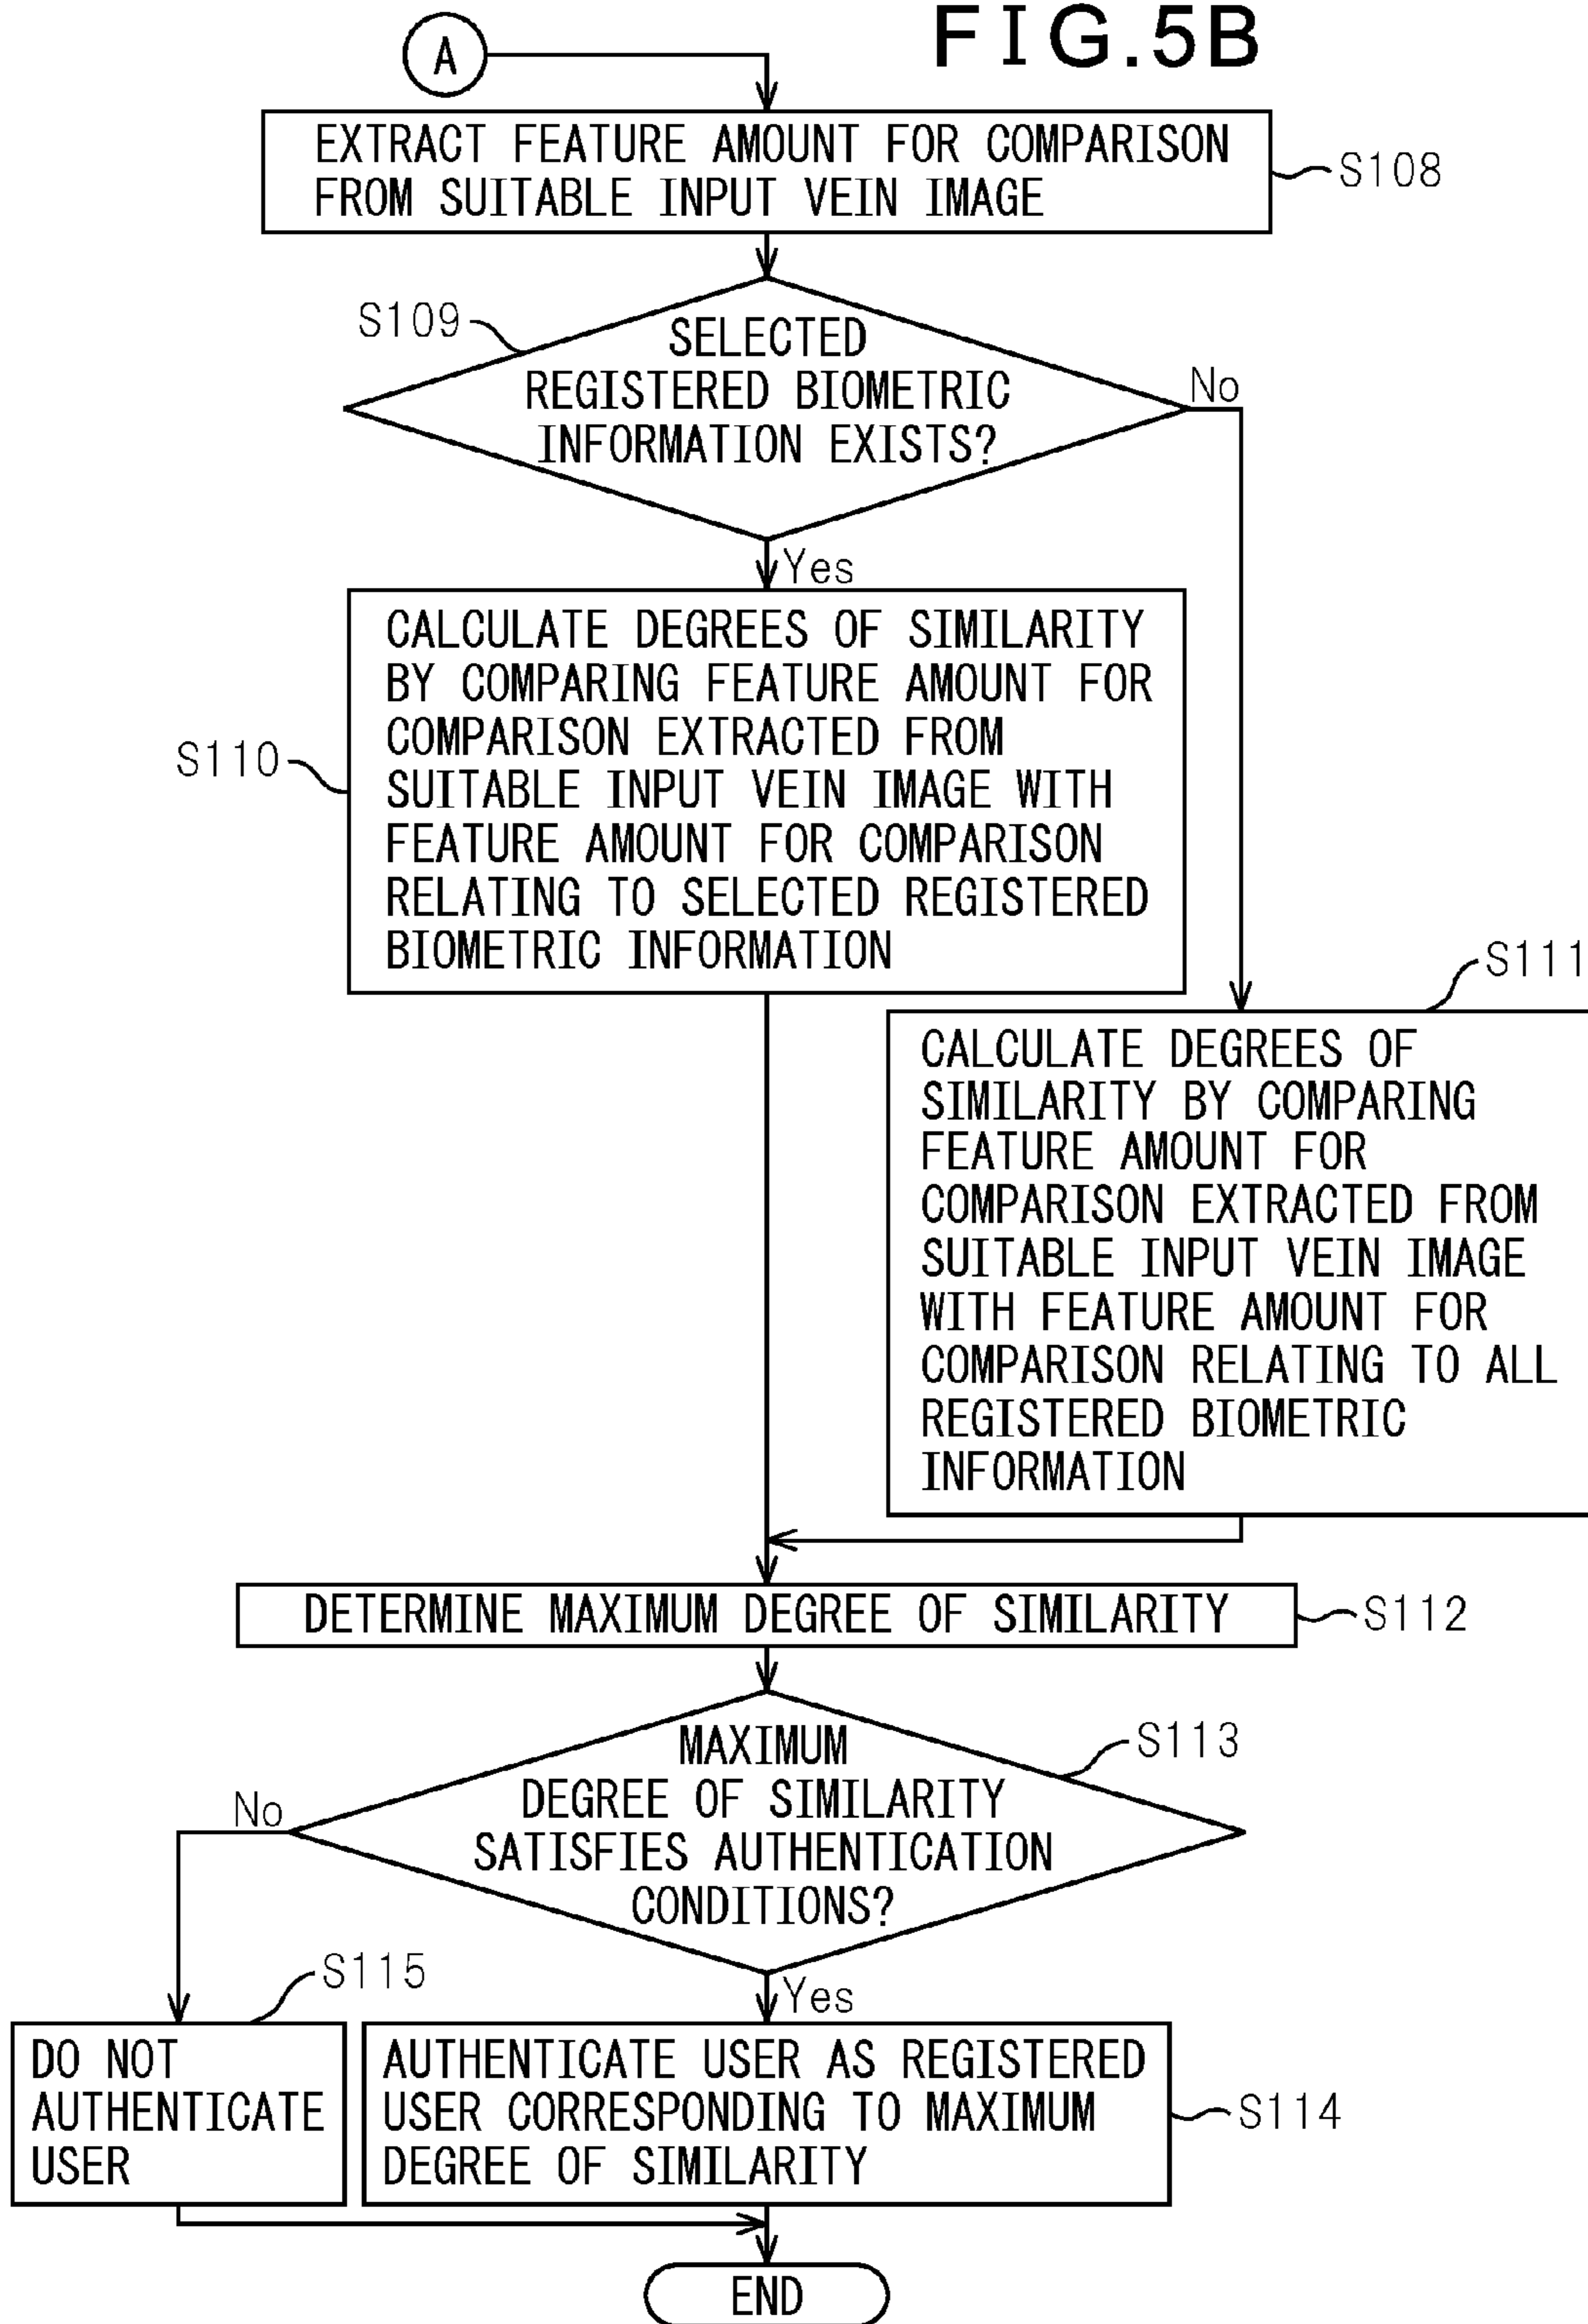 FIG.5B
A
EXTRACT FEATURE AMOUNT FOR COMPARISON
FROM SUITABLE INPUT VEIN IMAGE
S108
S109
SELECTED
REGISTERED BIOMETRIC
INFORMATION EXISTS?
No
Yes
CALCULATE DEGREES OF SIMILARITY
BY COMPARING FEATURE AMOUNT FOR
COMPARISON EXTRACTED FROM
SUITABLE INPUT VEIN IMAGE WITH
FEATURE AMOUNT FOR COMPARISON
RELATING TO SELECTED REGISTERED
BIOMETRIC INFORMATION
S110
S111
CALCULATE DEGREES OF
SIMILARITY BY COMPARING
FEATURE AMOUNT FOR
COMPARISON EXTRACTED FROM
SUITABLE INPUT VEIN IMAGE
WITH FEATURE AMOUNT FOR
COMPARISON RELATING TO ALL
REGISTERED BIOMETRIC
INFORMATION
DETERMINE MAXIMUM DEGREE OF SIMILARITY
S112
MAXIMUM
DEGREE OF SIMILARITY
SATISFIES AUTHENTICATION
CONDITIONS?
S113
No
Yes
S115
DO NOT
AUTHENTICATE
USER
AUTHENTICATE USER AS REGISTERED
USER CORRESPONDING TO MAXIMUM
DEGREE OF SIMILARITY
S114
END